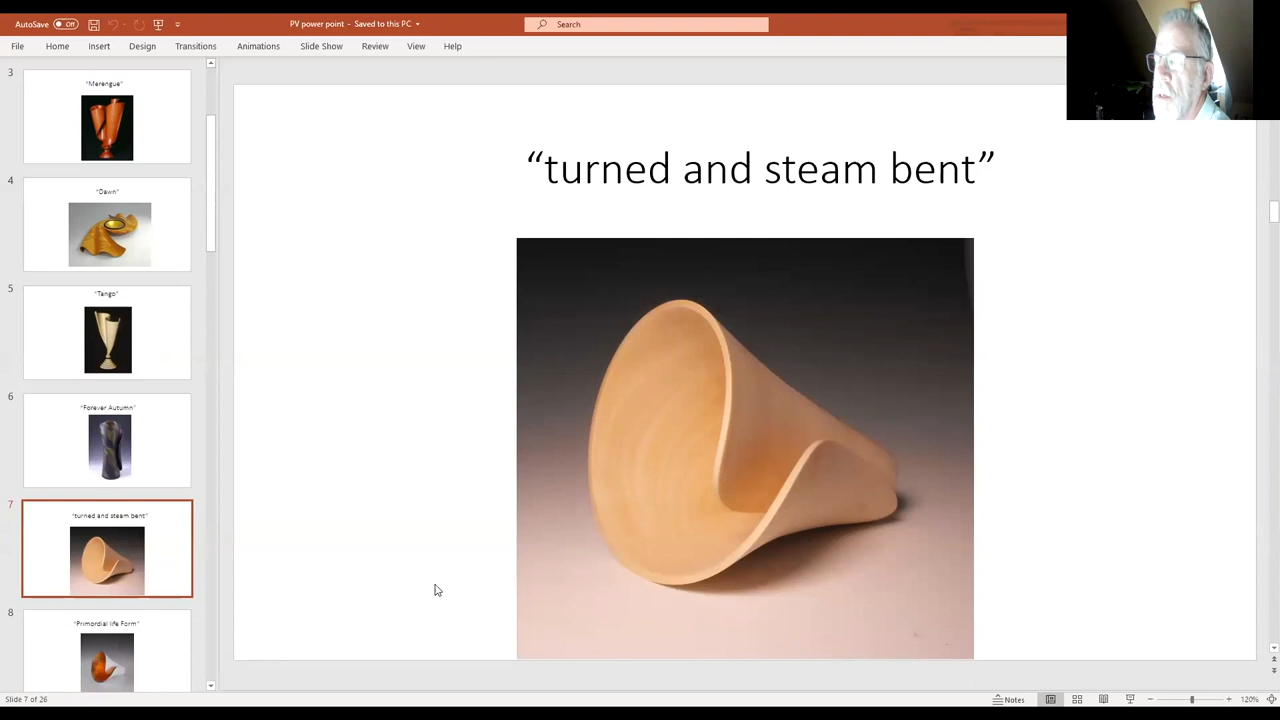 AutoSave Off
PV power point – Saved to this PC
Search
File Home Insert Design Transitions Animations Slide Show Review View Help
3
"Merengue"
4
"Dawn"
5
"Tango"
6
"Forever Autumn"
7
"turned and steam bent"
8
"Primordial life Form"
“turned and steam bent”
Slide 7 of 26
Notes
120%